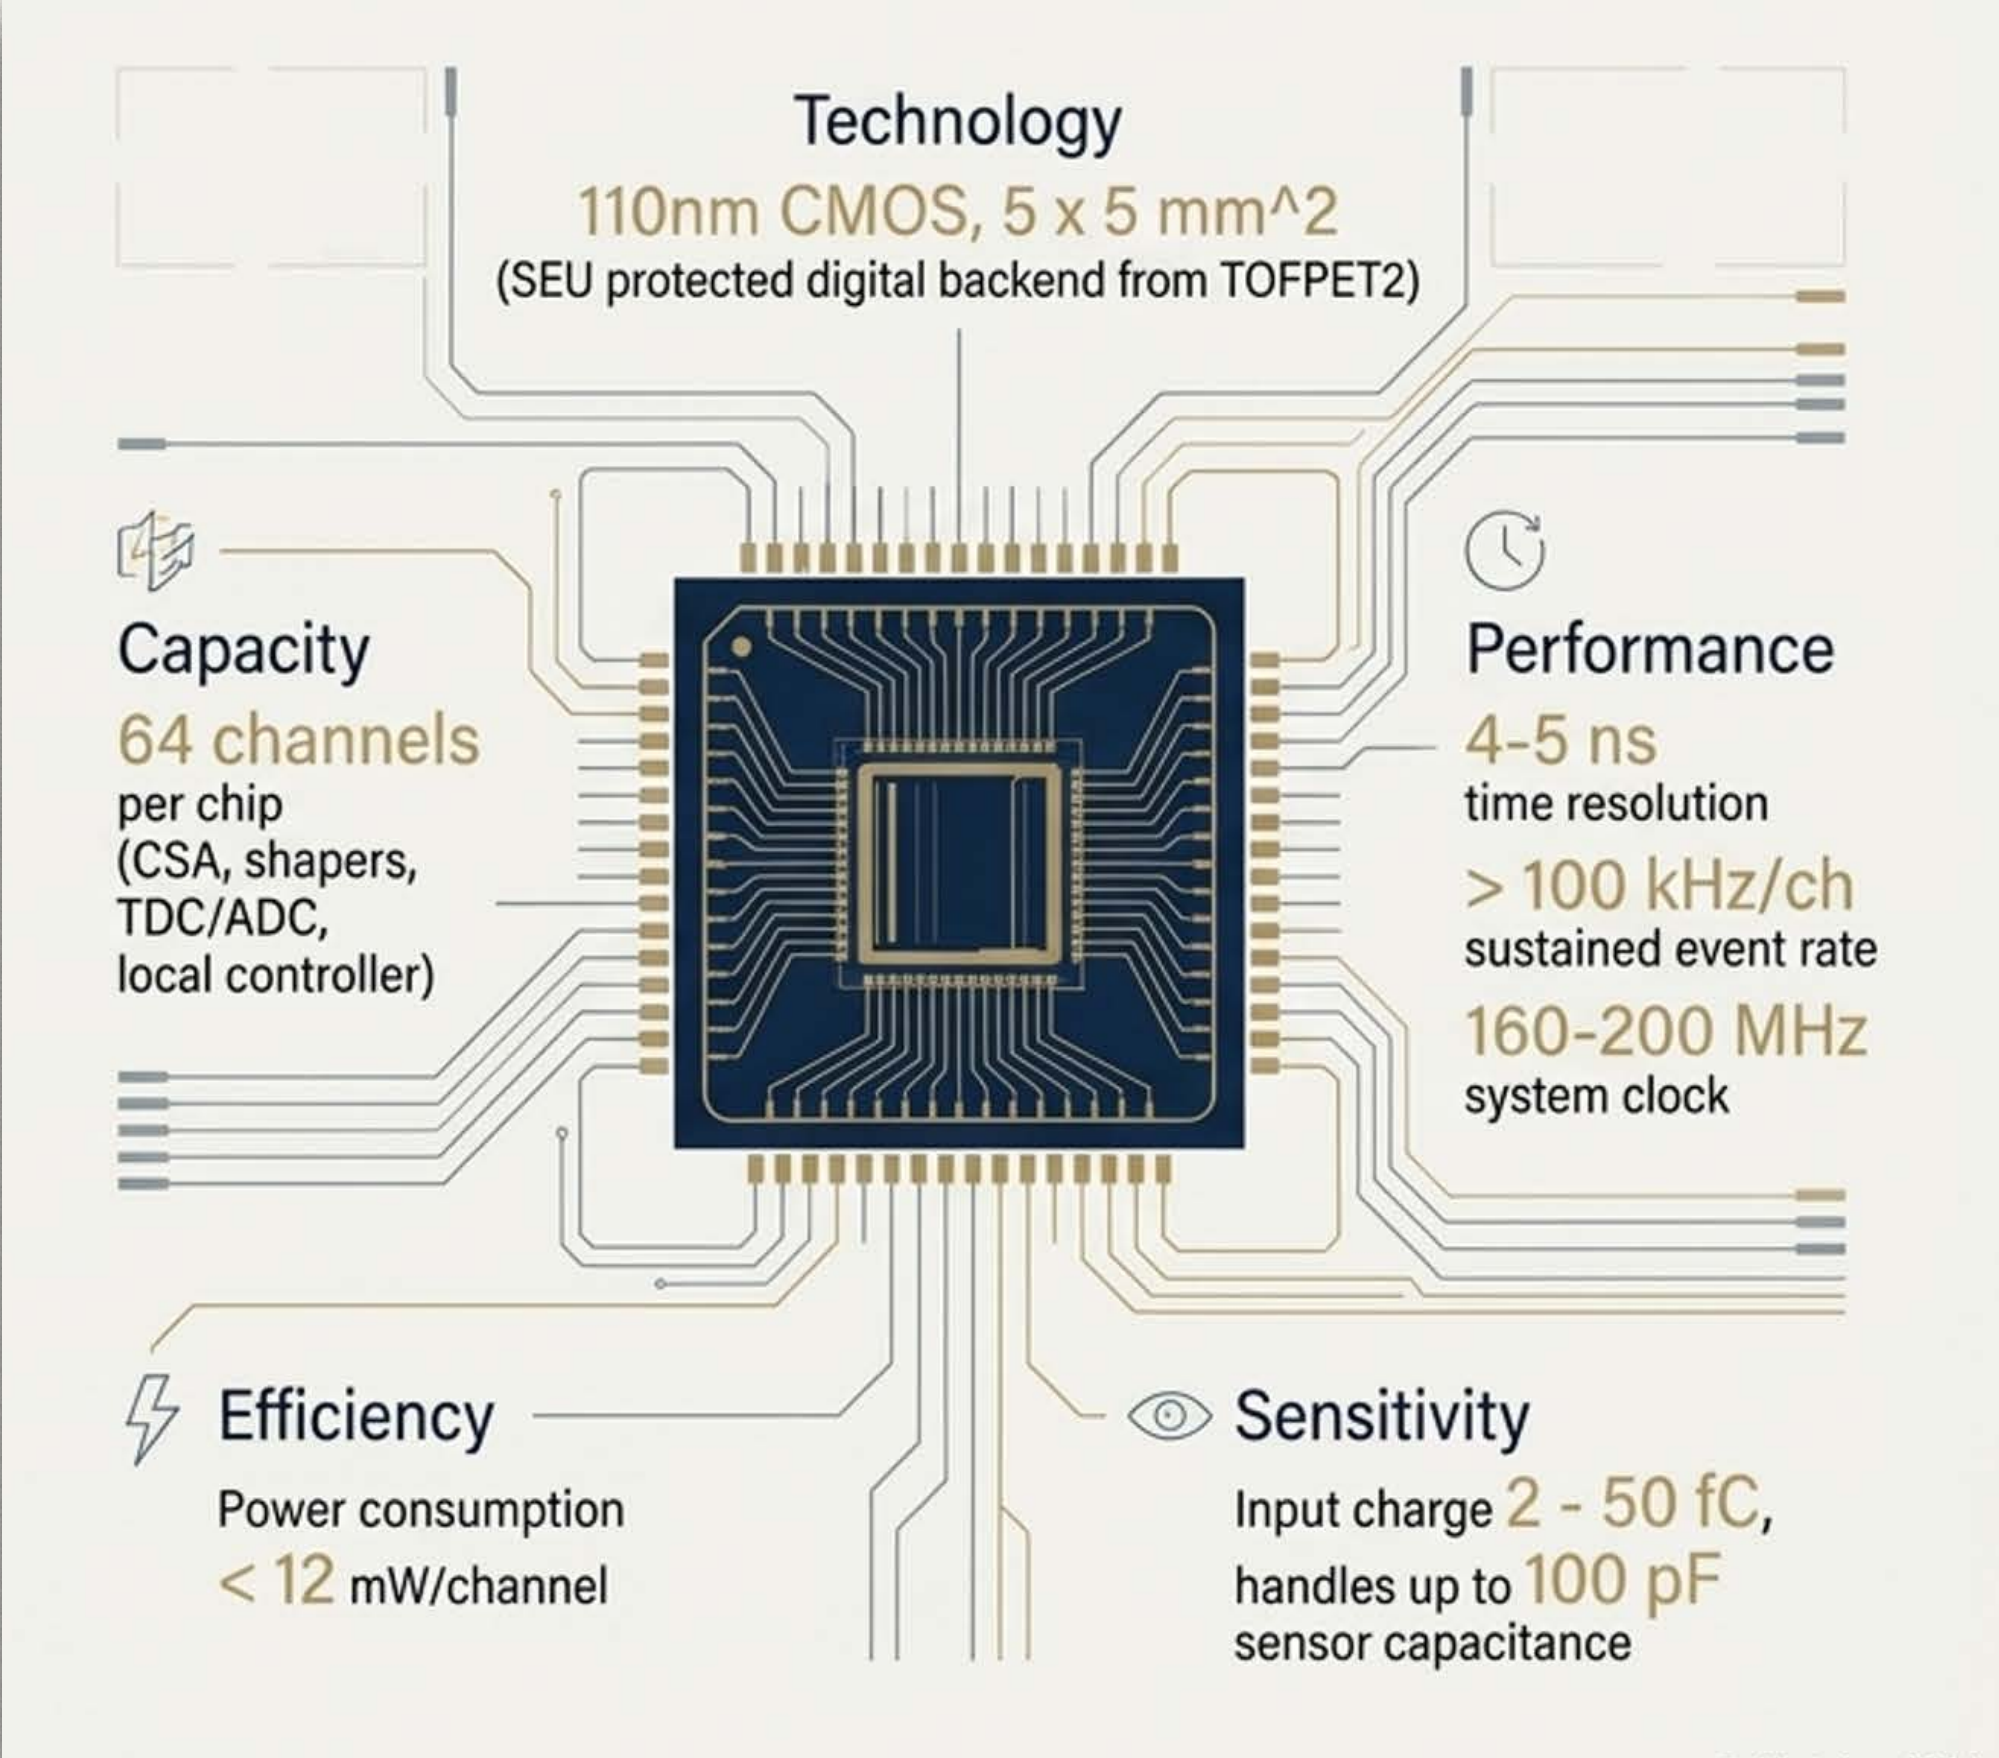 Technology
110nm CMOS, 5 x 5 mm^2
(SEU protected digital backend from TOFPET2)
Capacity
64 channels
per chip
(CSA, shapers,
TDC/ADC,
local controller)
Performance
4-5 ns
time resolution
> 100 kHz/ch
sustained event rate
160-200 MHz
system clock
Efficiency
Power consumption
< 12 mW/channel
Sensitivity
Input charge 2 - 50 fC,
handles up to 100 pF
sensor capacitance